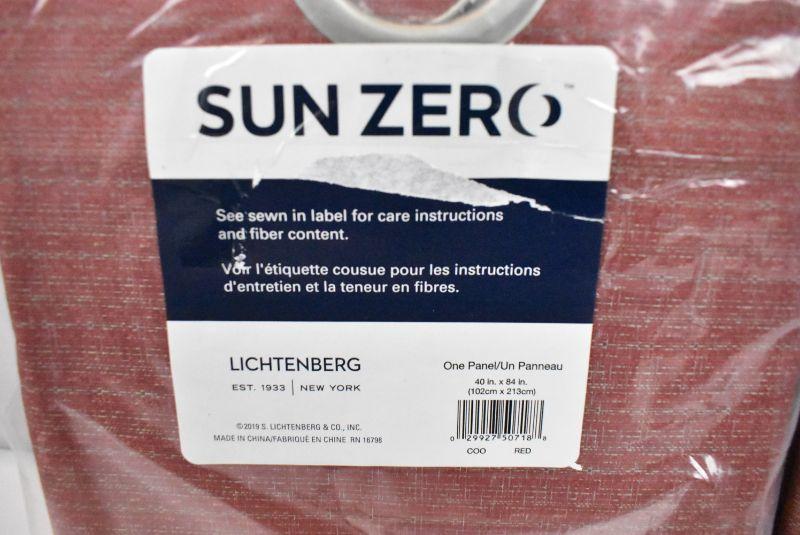 SUN ZERO™
See sewn in label for care instructions
and fiber content.
Voir l'étiquette cousue pour les instructions
d'entretien et la teneur en fibres.
LICHTENBERG
EST. 1933 | NEW YORK
©2019 S. LICHTENBERG & CO., INC.
MADE IN CHINA/FABRIQUÉ EN CHINE RN 16798
One Panel/Un Panneau
40 in. x 84 in.
(102cm x 213cm)
0 29927 50718 8
COO RED